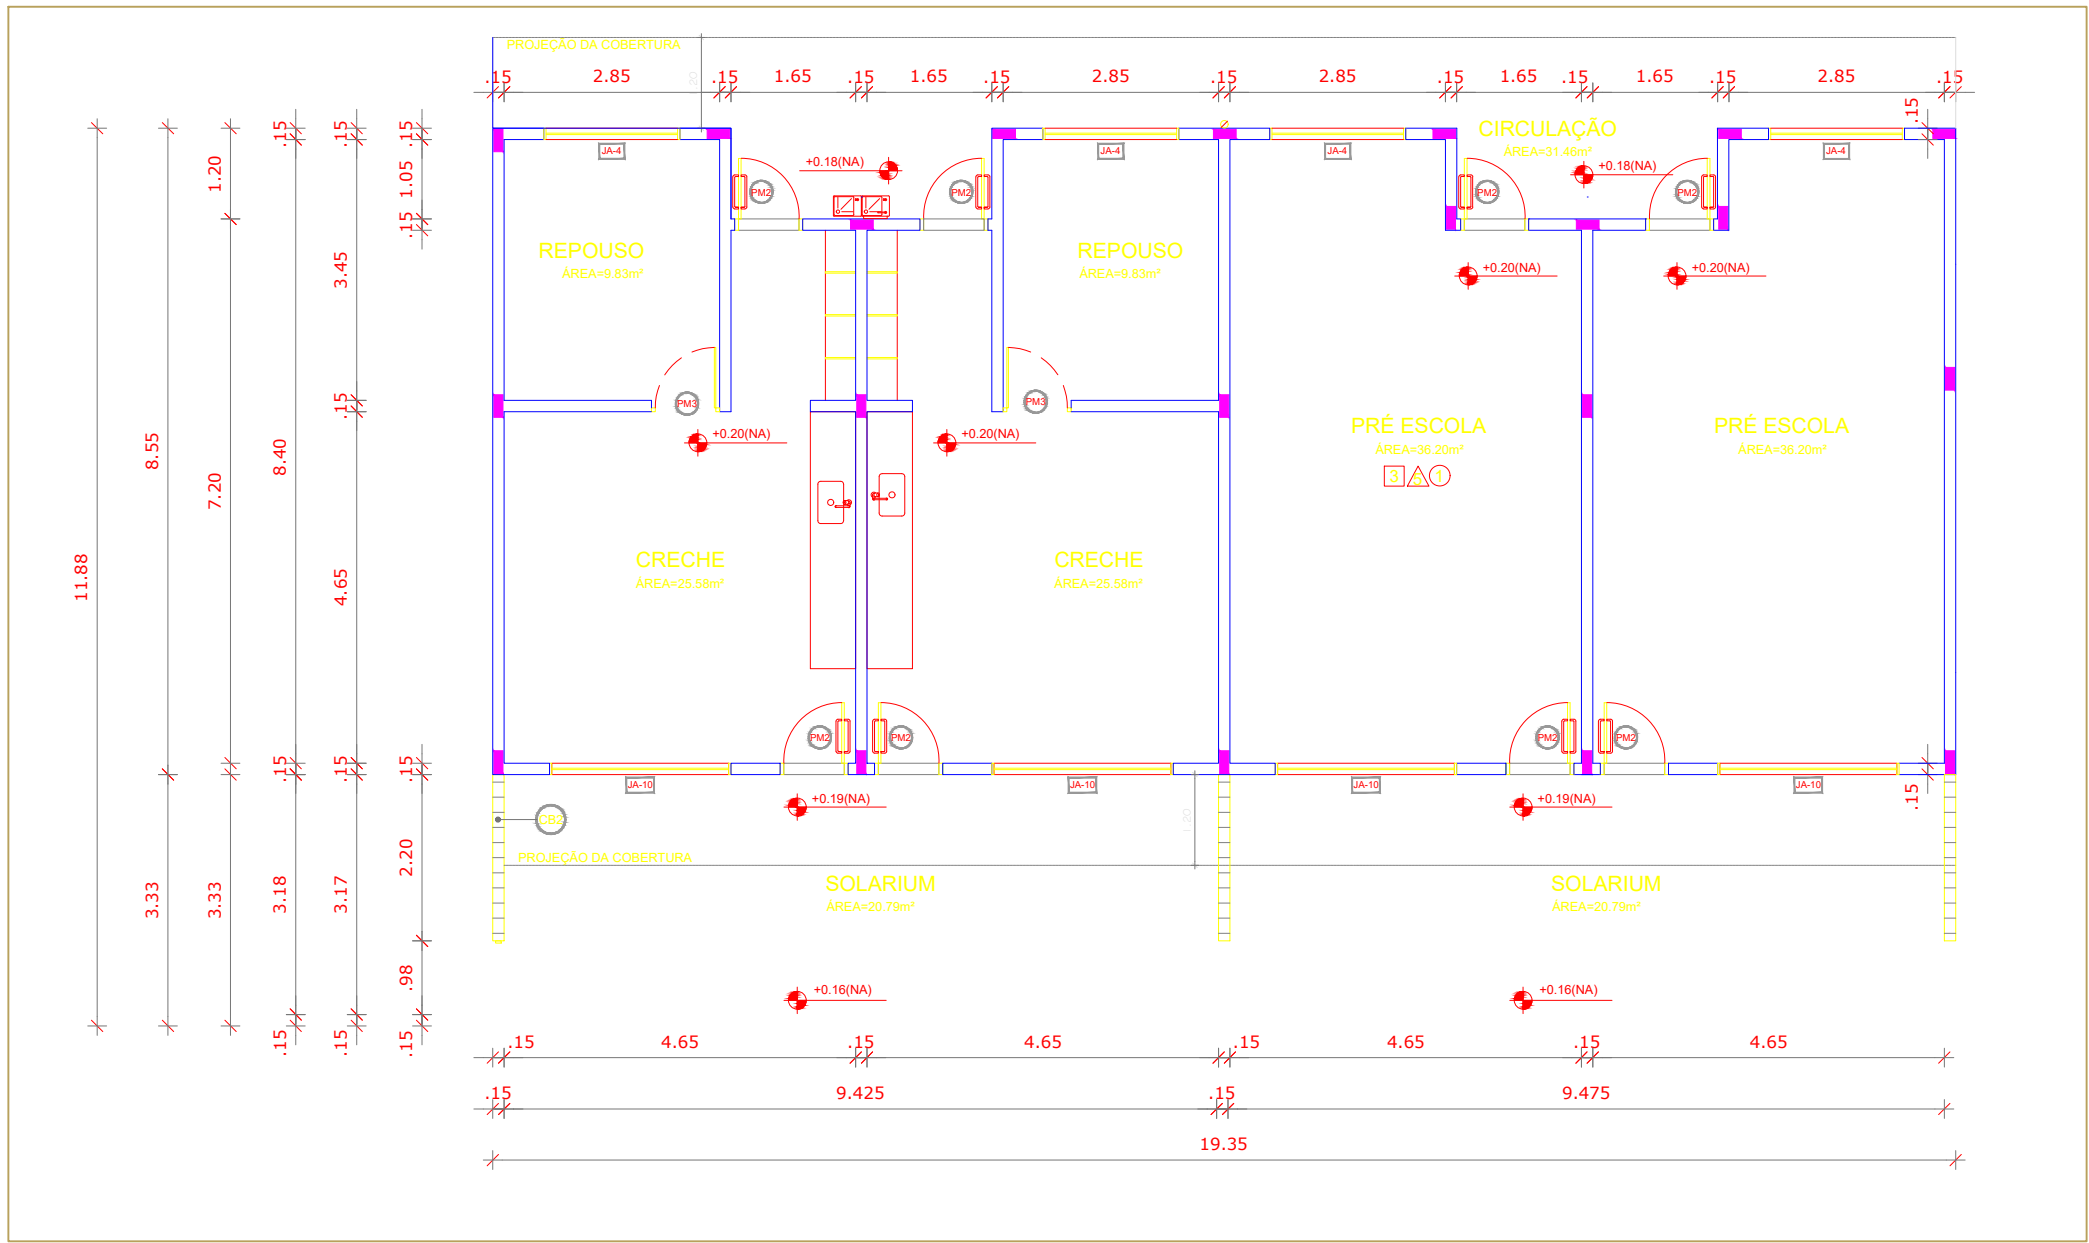 PROJEÇÃO DA COBERTURA
.20
.15 2.85 .15 1.65 .15 1.65 .15 2.85 .15 2.85 .15 1.65 .15 1.65 .15 2.85 .15
.15
CIRCULAÇÃO
ÁREA=31.46m²
JA-4 JA-4 JA-4 JA-4
+0.18(NA) +0.18(NA)
PM2 PM2 PM2 PM2
REPOUSO
ÁREA=9.83m²
REPOUSO
ÁREA=9.83m²
+0.20(NA) +0.20(NA)
PM3 PM3
+0.20(NA) +0.20(NA)
PRÉ ESCOLA
ÁREA=36.20m²
3 5 1
PRÉ ESCOLA
ÁREA=36.20m²
CRECHE
ÁREA=25.58m²
CRECHE
ÁREA=25.58m²
PM2 PM2 PM2 PM2
JA-10 JA-10 JA-10 JA-10
.15
+0.19(NA) +0.19(NA)
CB2
1.20
PROJEÇÃO DA COBERTURA
SOLARIUM
ÁREA=20.79m²
SOLARIUM
ÁREA=20.79m²
+0.16(NA) +0.16(NA)
11.88
8.55 3.33
1.20 7.20 3.33
.15 8.40 .15 3.18 .15
.15 3.45 .15 4.65 .15 3.17 .15
.15 1.05 .15 .15 2.20 .98 .15
.15 4.65 .15 4.65 .15 4.65 .15 4.65
.15 9.425 .15 9.475
19.35